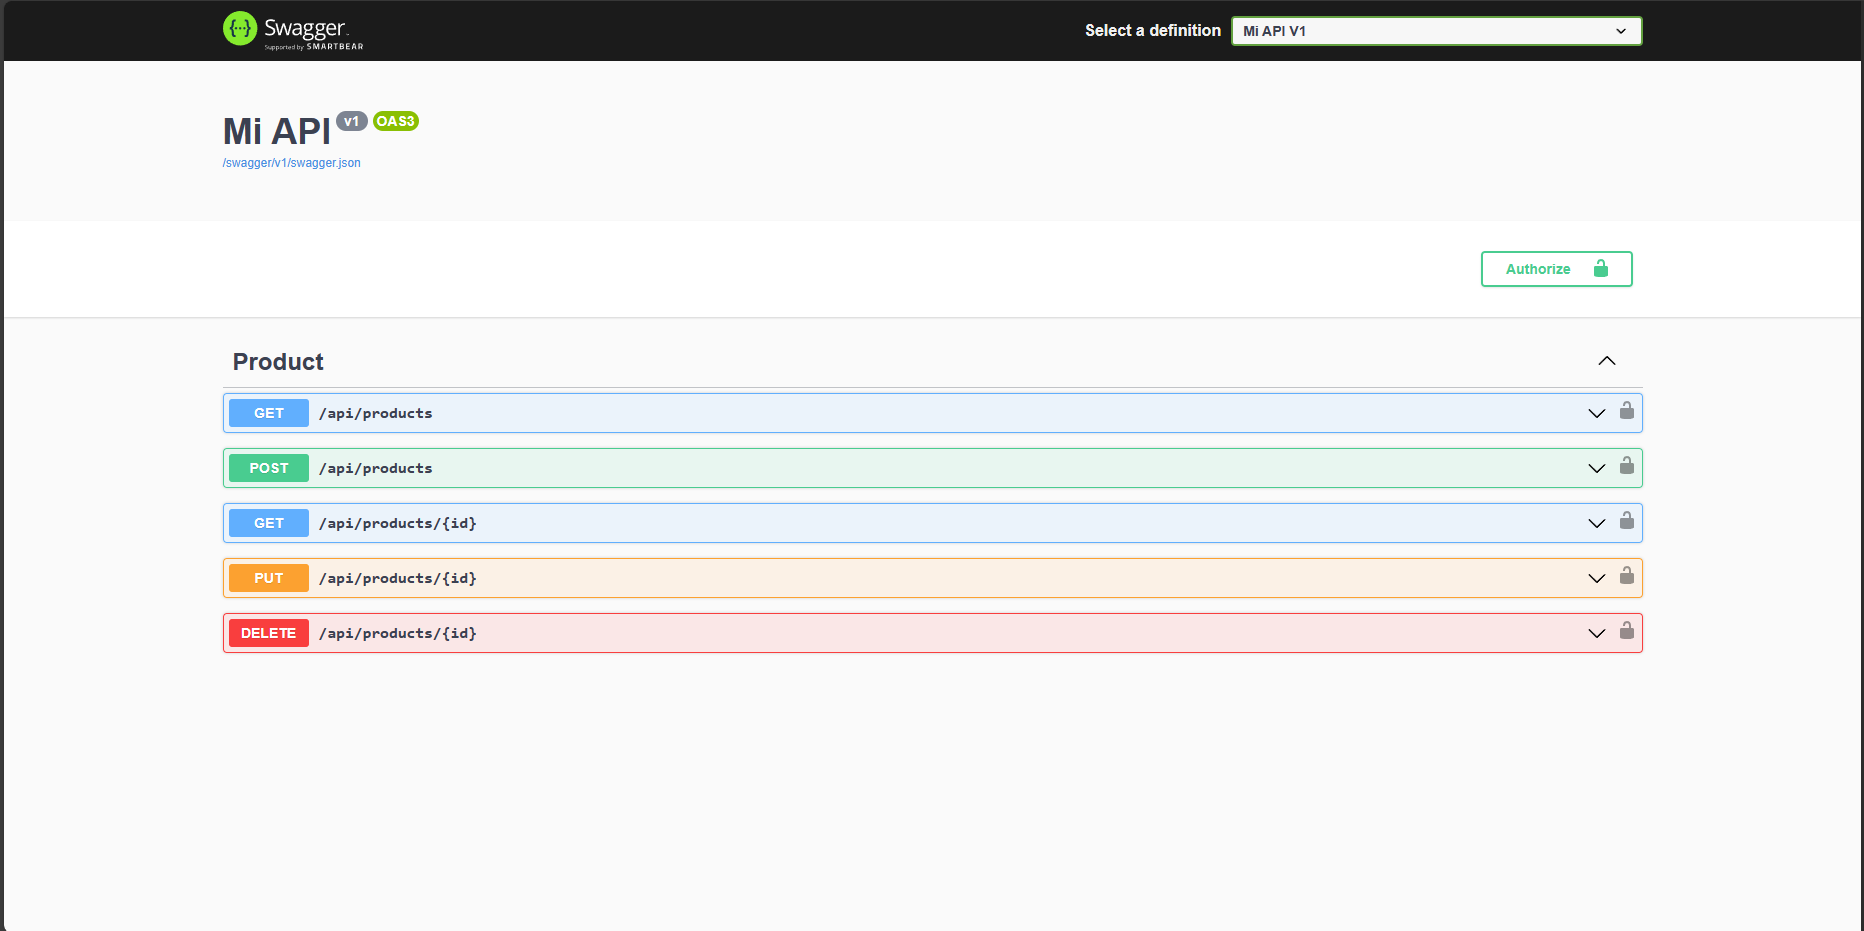 Swagger.
Supported by SMARTBEAR
Select a definition
Mi API V1
Mi API v1 OAS3
/swagger/v1/swagger.json
Authorize
Product
GET /api/products
POST /api/products
GET /api/products/{id}
PUT /api/products/{id}
DELETE /api/products/{id}